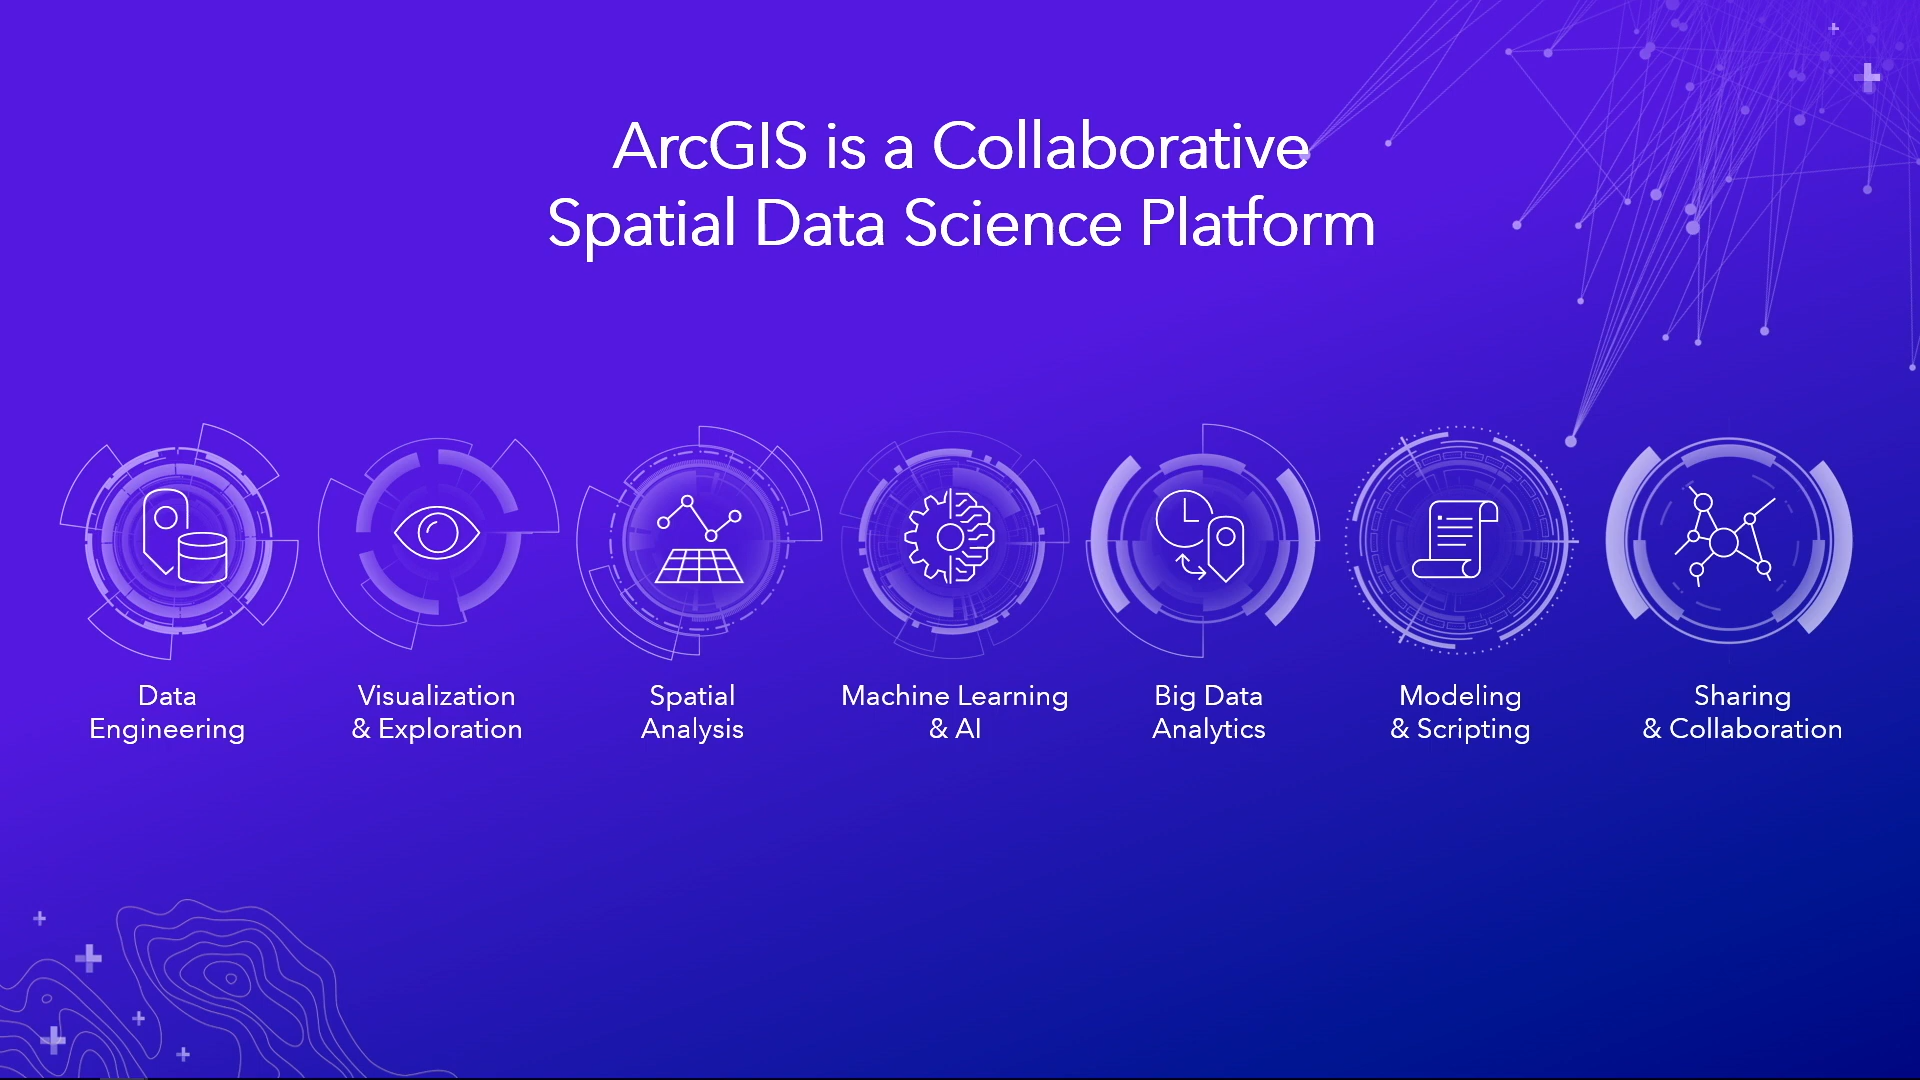 ArcGIS is a Collaborative
Spatial Data Science Platform
Data
Engineering
Visualization
& Exploration
Spatial
Analysis
Machine Learning
& AI
Big Data
Analytics
Modeling
& Scripting
Sharing
& Collaboration